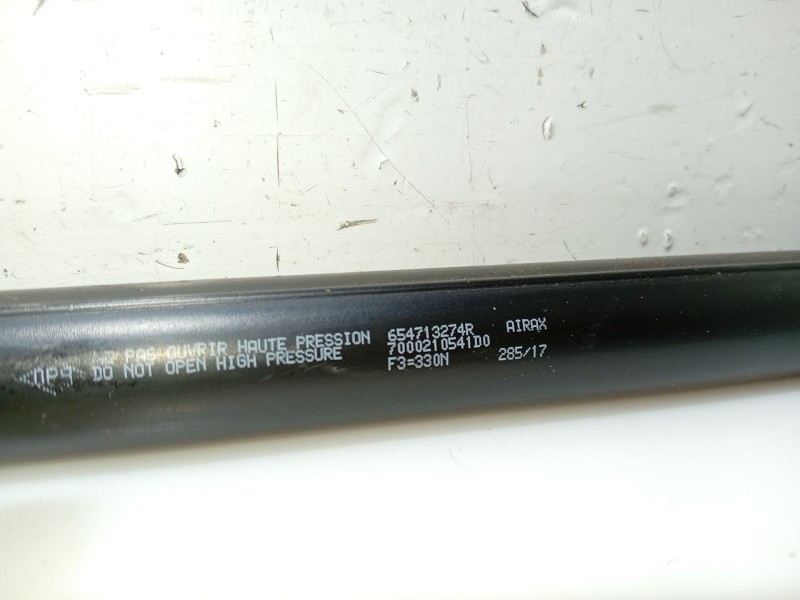 PAS OUVRIR HAUTE PRESSION 654713274R AIRAX
DO NOT OPEN HIGH PRESSURE 7000210541D0
F3=330N 285/17